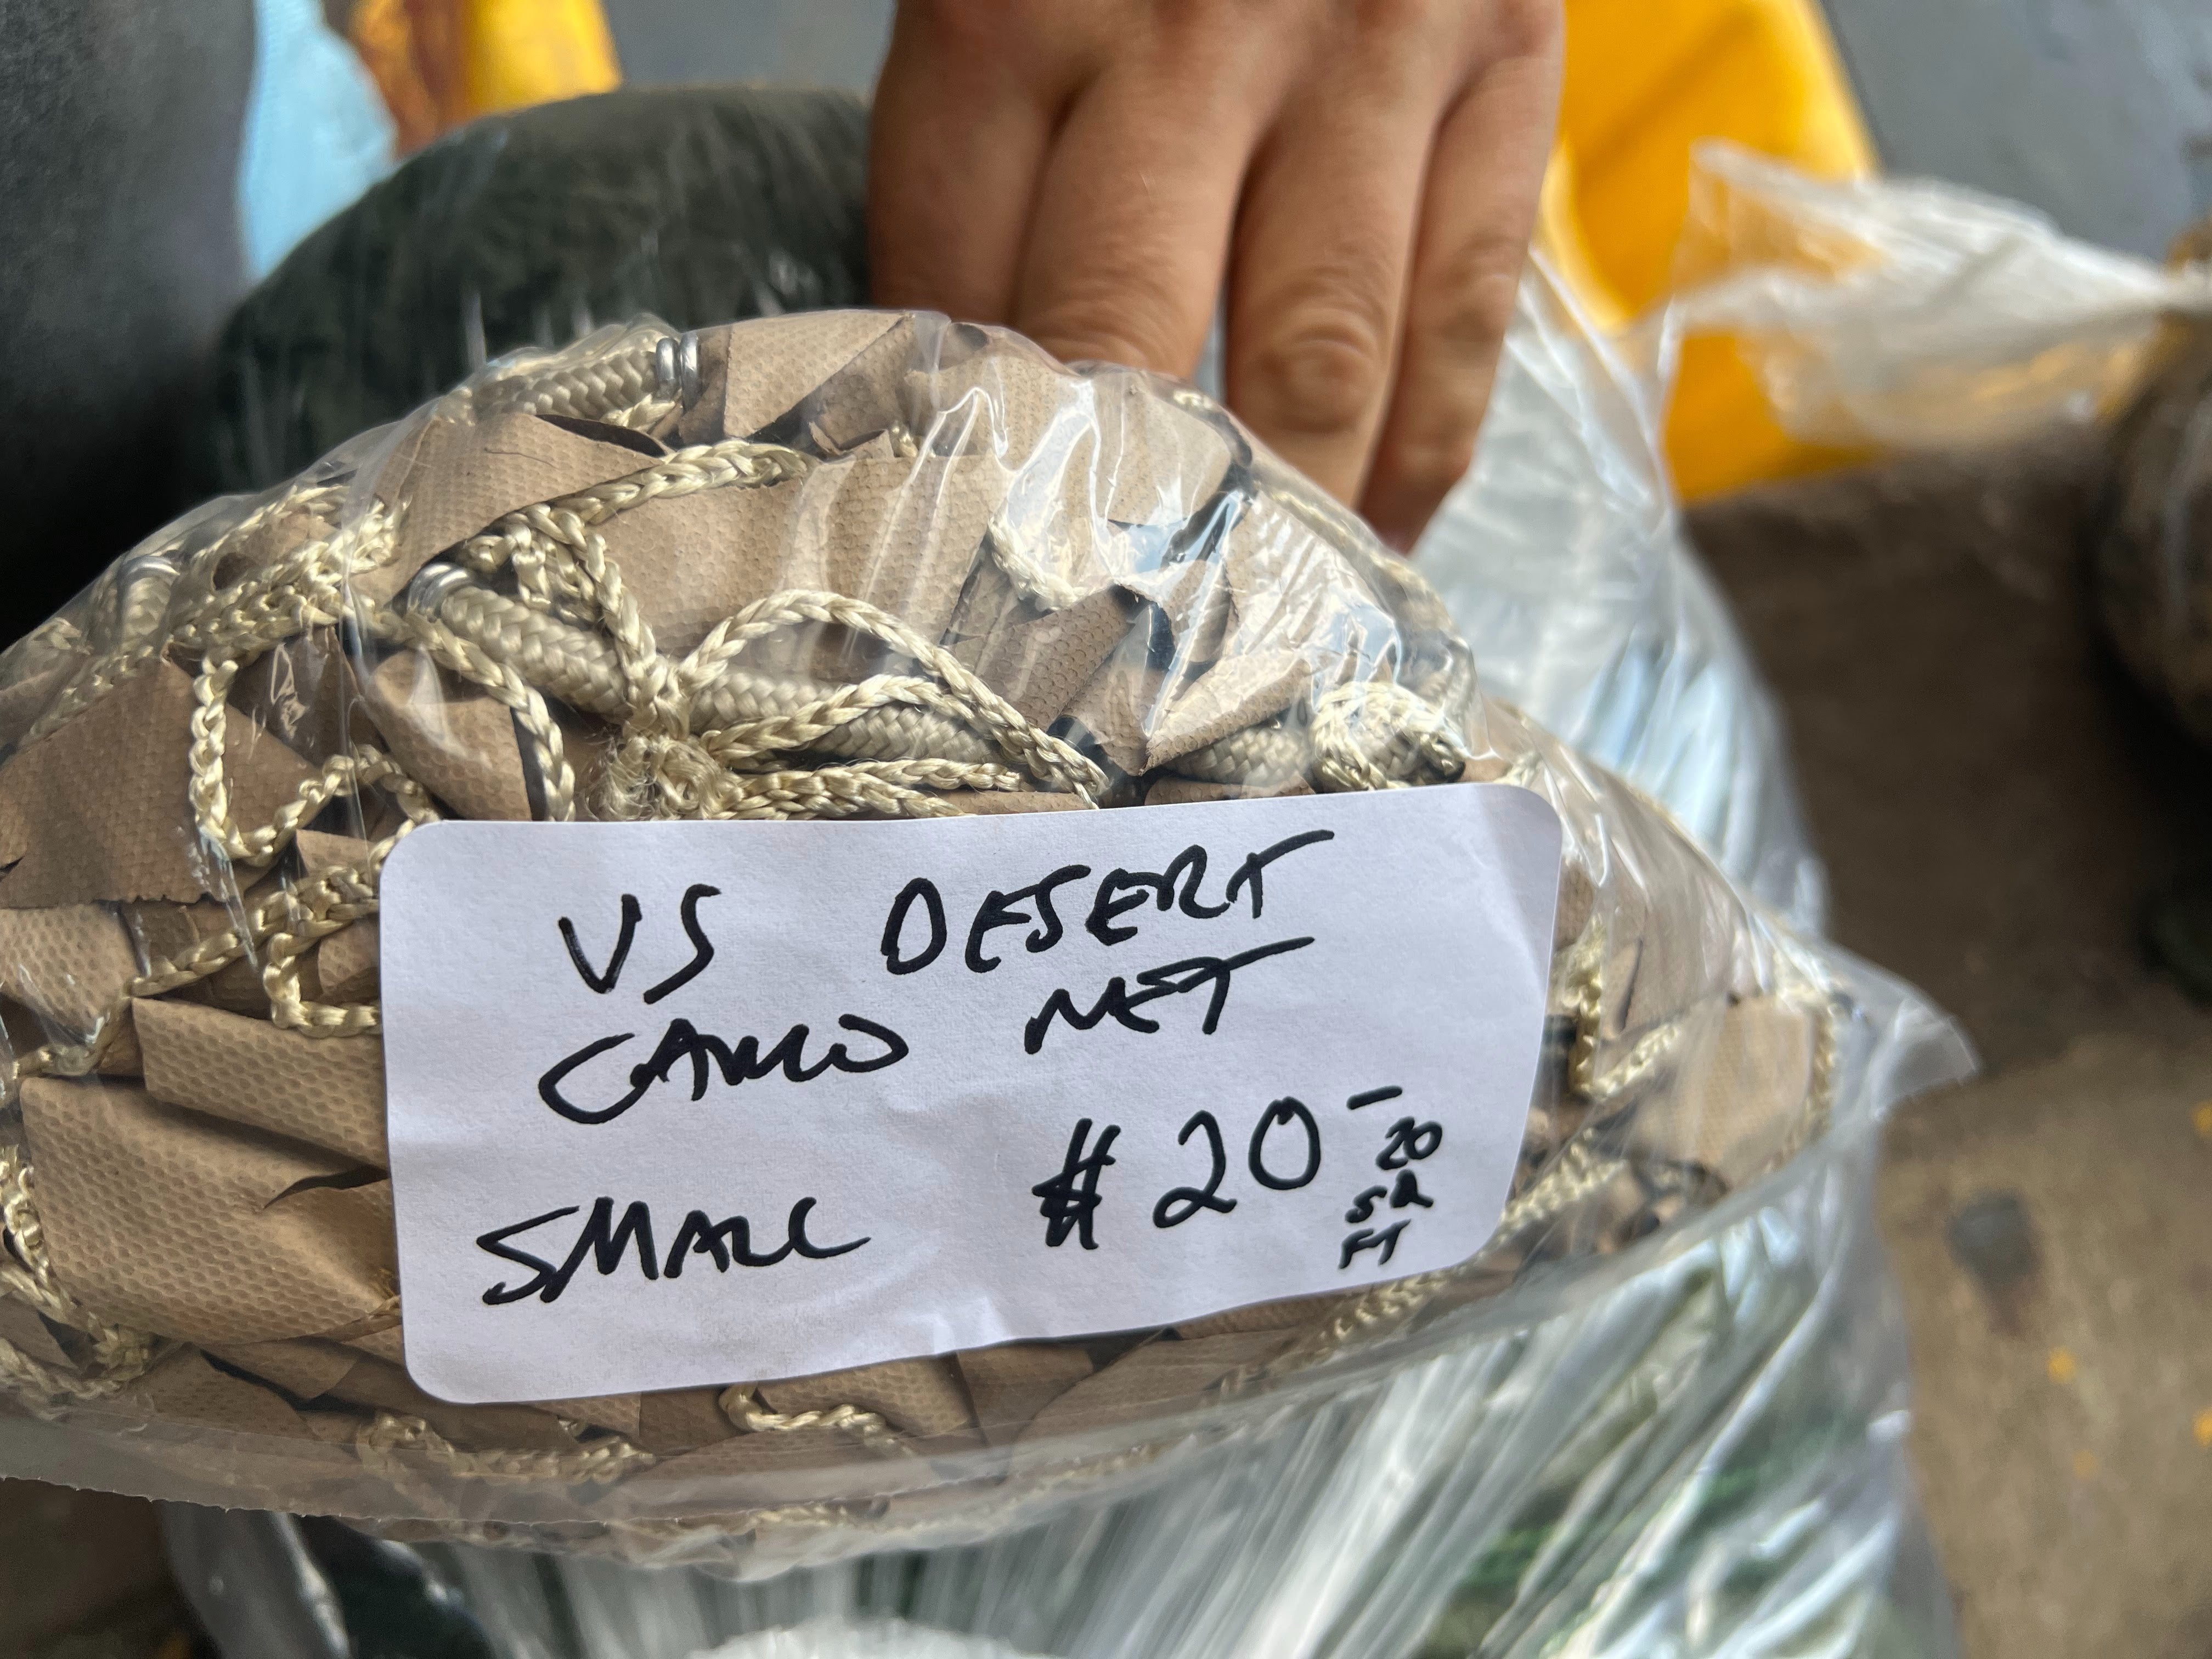 US DESERT
CAMO NET
SMALL $20-
20
SQ
FT